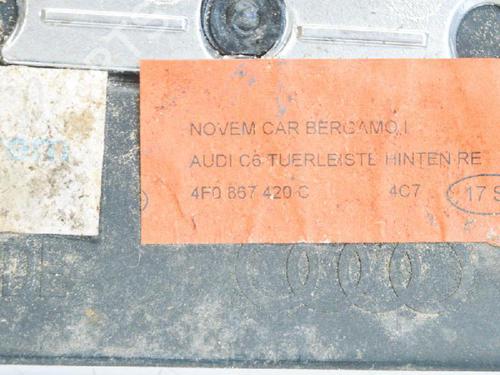 NOVEM CAR BERGAMO I
AUDI C6 TUERLEISTE HINTEN RE
4F0 867 420 C 4C7 17 S